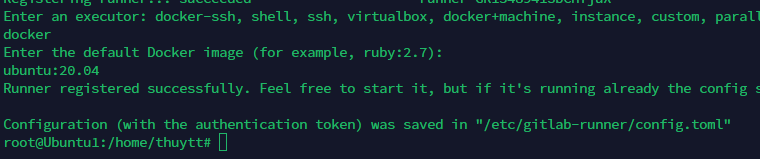 Registering runner... succeeded
Enter an executor: docker-ssh, shell, ssh, virtualbox, docker+machine, instance, custom, parall
docker
Enter the default Docker image (for example, ruby:2.7):
ubuntu:20.04
Runner registered successfully. Feel free to start it, but if it's running already the config s
Configuration (with the authentication token) was saved in "/etc/gitlab-runner/config.toml"
root@Ubuntu1:/home/thuytt#